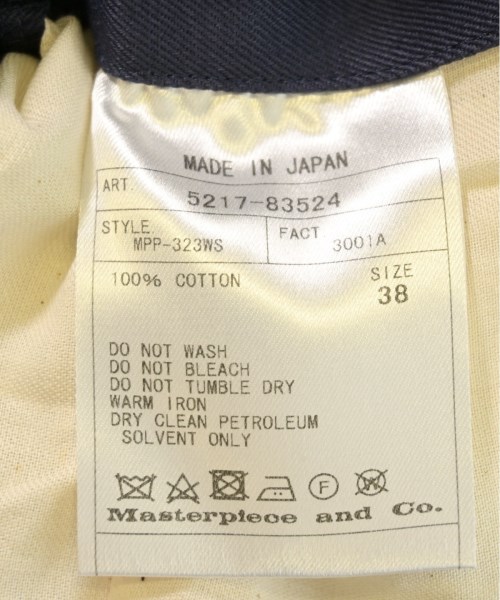 MADE IN JAPAN
ART.
5217-83524
STYLE
MPP-323WS
FACT
3001A
100% COTTON
SIZE
38
DO NOT WASH
DO NOT BLEACH
DO NOT TUMBLE DRY
WARM IRON
DRY CLEAN PETROLEUM
SOLVENT ONLY
F
W
Masterpiece and Co.